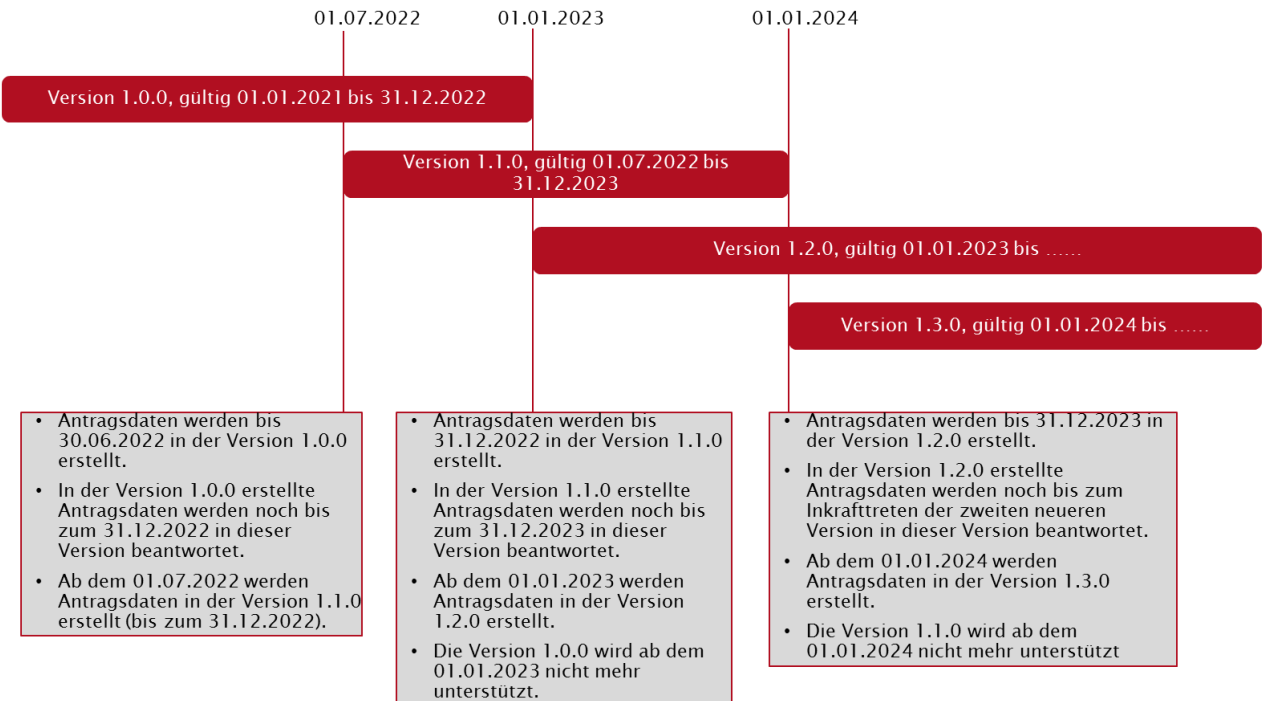 01.07.2022
01.01.2023
01.01.2024
Version 1.0.0, gültig 01.01.2021 bis 31.12.2022
Version 1.1.0, gültig 01.07.2022 bis
31.12.2023
Version 1.2.0, gültig 01.01.2023 bis ......
Version 1.3.0, gültig 01.01.2024 bis ......
• Antragsdaten werden bis
30.06.2022 in der Version 1.0.0
erstellt.
• In der Version 1.0.0 erstellte
Antragsdaten werden noch bis
zum 31.12.2022 in dieser
Version beantwortet.
• Ab dem 01.07.2022 werden
Antragsdaten in der Version 1.1.0
erstellt (bis zum 31.12.2022).
• Antragsdaten werden bis
31.12.2022 in der Version 1.1.0
erstellt.
• In der Version 1.1.0 erstellte
Antragsdaten werden noch bis
zum 31.12.2023 in dieser
Version beantwortet.
• Ab dem 01.01.2023 werden
Antragsdaten in der Version
1.2.0 erstellt.
• Die Version 1.0.0 wird ab dem
01.01.2023 nicht mehr
unterstützt.
• Antragsdaten werden bis 31.12.2023 in
der Version 1.2.0 erstellt.
• In der Version 1.2.0 erstellte
Antragsdaten werden noch bis zum
Inkrafttreten der zweiten neueren
Version in dieser Version beantwortet.
• Ab dem 01.01.2024 werden
Antragsdaten in der Version 1.3.0
erstellt.
• Die Version 1.1.0 wird ab dem
01.01.2024 nicht mehr unterstützt